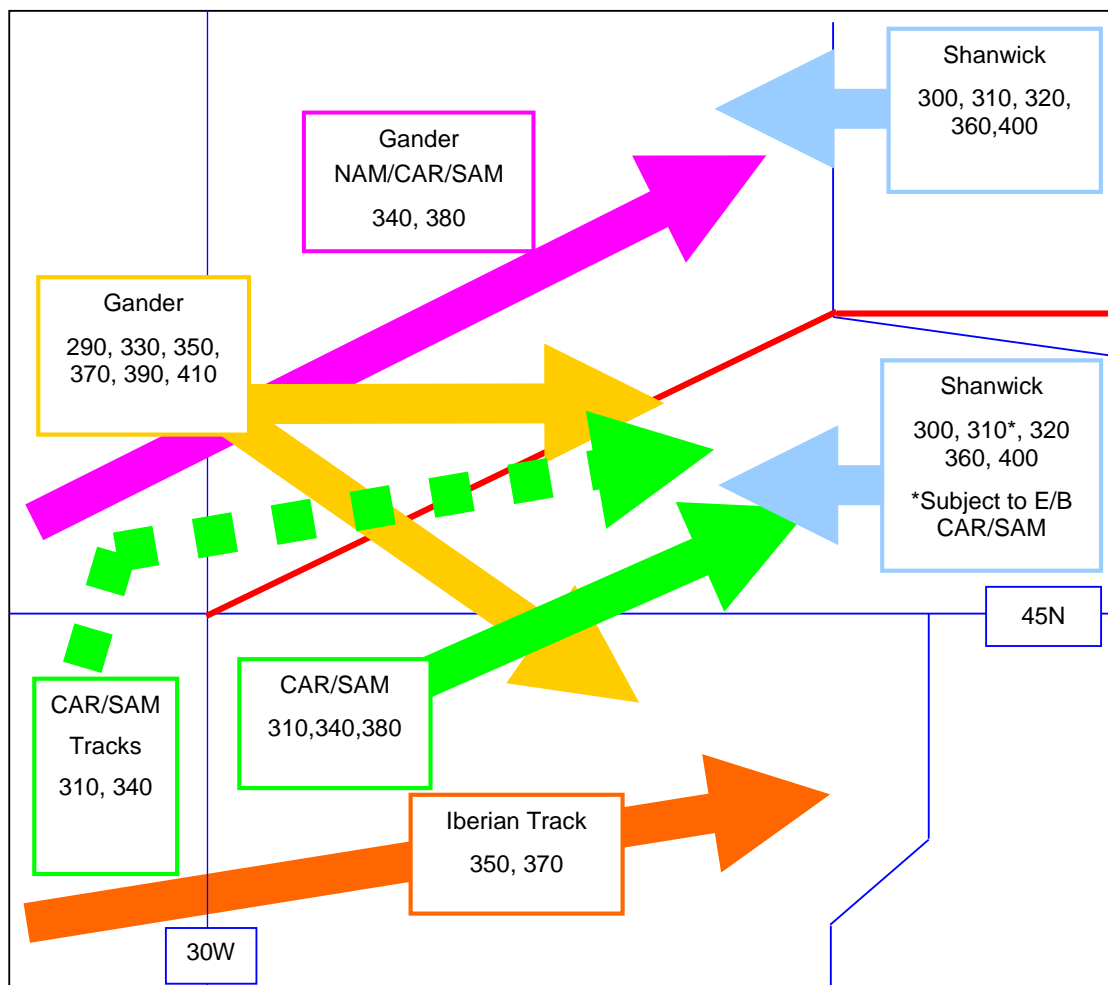 Shanwick
300, 310, 320,
360,400
Gander
NAM/CAR/SAM
340, 380
Gander
290, 330, 350,
370, 390, 410
Shanwick
300, 310*, 320
360, 400
*Subject to E/B
CAR/SAM
45N
CAR/SAM
Tracks
310, 340
CAR/SAM
310,340,380
Iberian Track
350, 370
30W